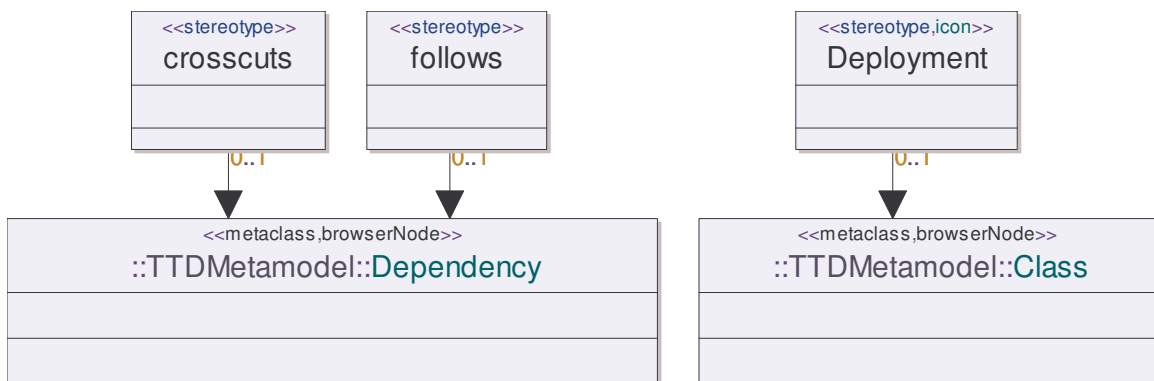 <<stereotype>>
crosscuts
<<stereotype>>
follows
<<stereotype,icon>>
Deployment
0..1
0..1
0..1
<<metaclass,browserNode>>
::TTDMetamodel::Dependency
<<metaclass,browserNode>>
::TTDMetamodel::Class